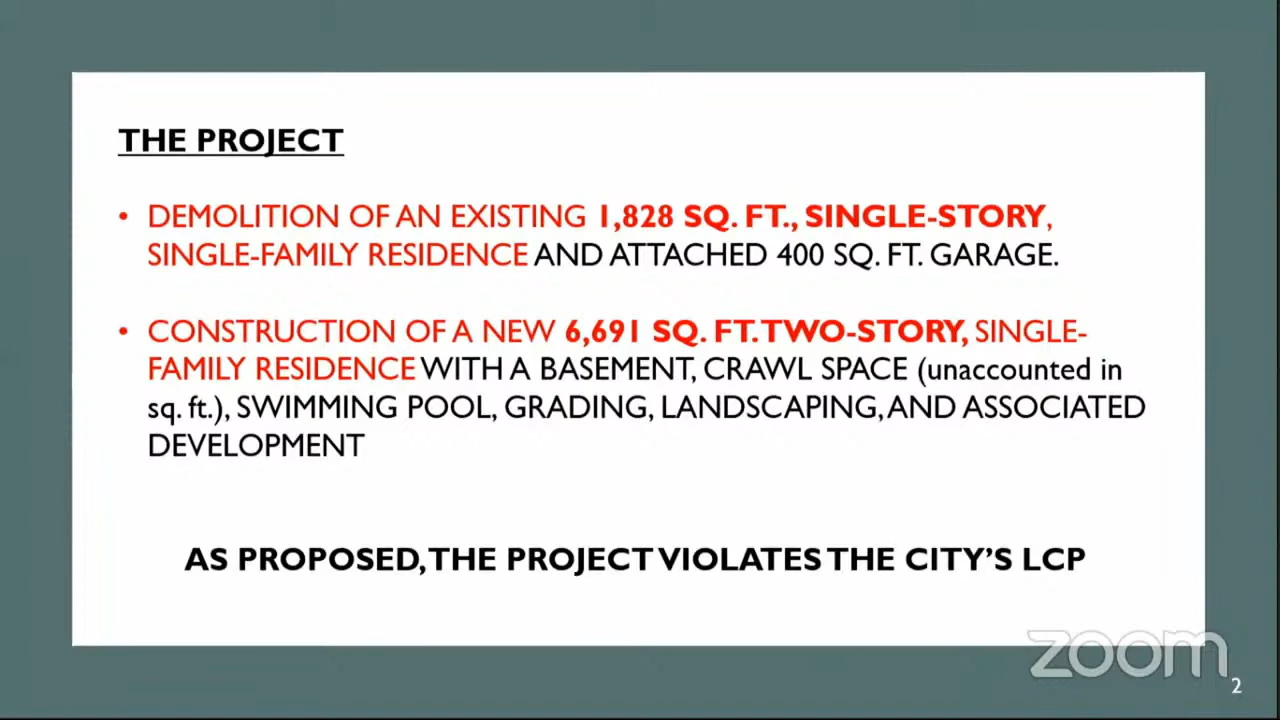 THE PROJECT
• DEMOLITION OF AN EXISTING 1,828 SQ. FT., SINGLE-STORY,
SINGLE-FAMILY RESIDENCE AND ATTACHED 400 SQ. FT. GARAGE.
• CONSTRUCTION OF A NEW 6,691 SQ. FT. TWO-STORY, SINGLE-
FAMILY RESIDENCE WITH A BASEMENT, CRAWL SPACE (unaccounted in
sq. ft.), SWIMMING POOL, GRADING, LANDSCAPING, AND ASSOCIATED
DEVELOPMENT
AS PROPOSED, THE PROJECT VIOLATES THE CITY’S LCP
zoom
2